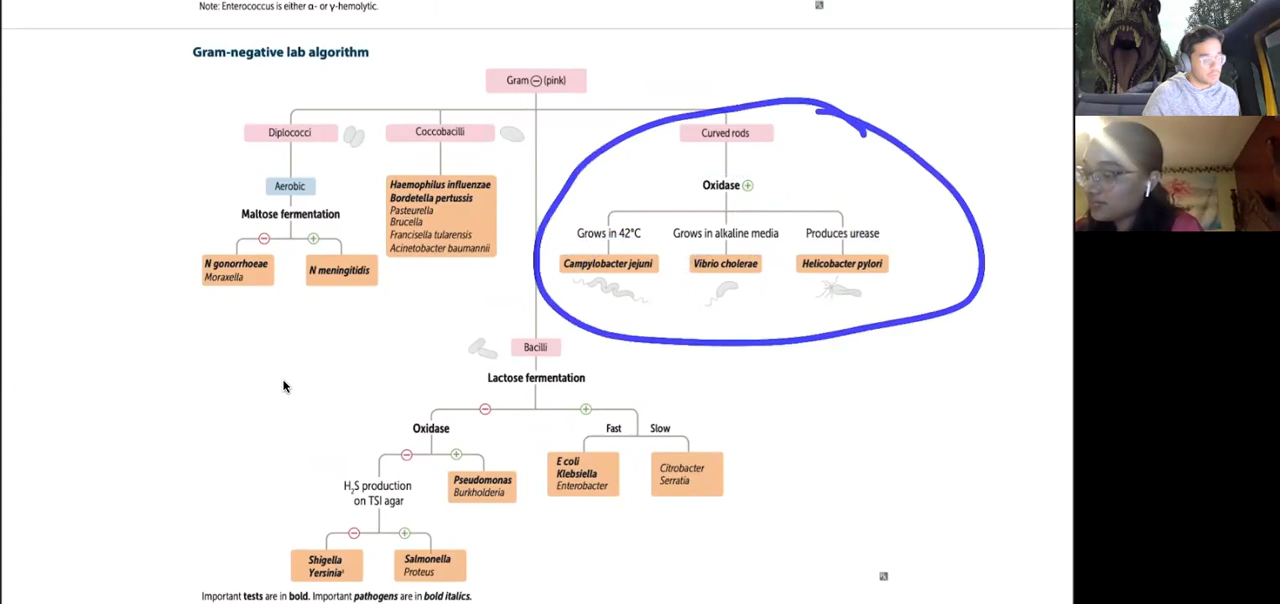 Note: Enterococcus is either α- or γ-hemolytic.
Gram-negative lab algorithm
Gram ⊖ (pink)
Diplococci
Coccobacilli
Curved rods
Aerobic
Maltose fermentation
⊖
⊕
N gonorrhoeae
Moraxella
N meningitidis
Haemophilus influenzae
Bordetella pertussis
Pasteurella
Brucella
Francisella tularensis
Acinetobacter baumannii
Oxidase ⊕
Grows in 42°C
Grows in alkaline media
Produces urease
Campylobacter jejuni
Vibrio cholerae
Helicobacter pylori
Bacilli
Lactose fermentation
⊖
⊕
Oxidase
Fast
Slow
⊖
⊕
E coli
Klebsiella
Enterobacter
Citrobacter
Serratia
H₂S production
on TSI agar
Pseudomonas
Burkholderia
⊖
⊕
Shigella
Yersiniaᵃ
Salmonella
Proteus
Important tests are in bold. Important pathogens are in bold italics.